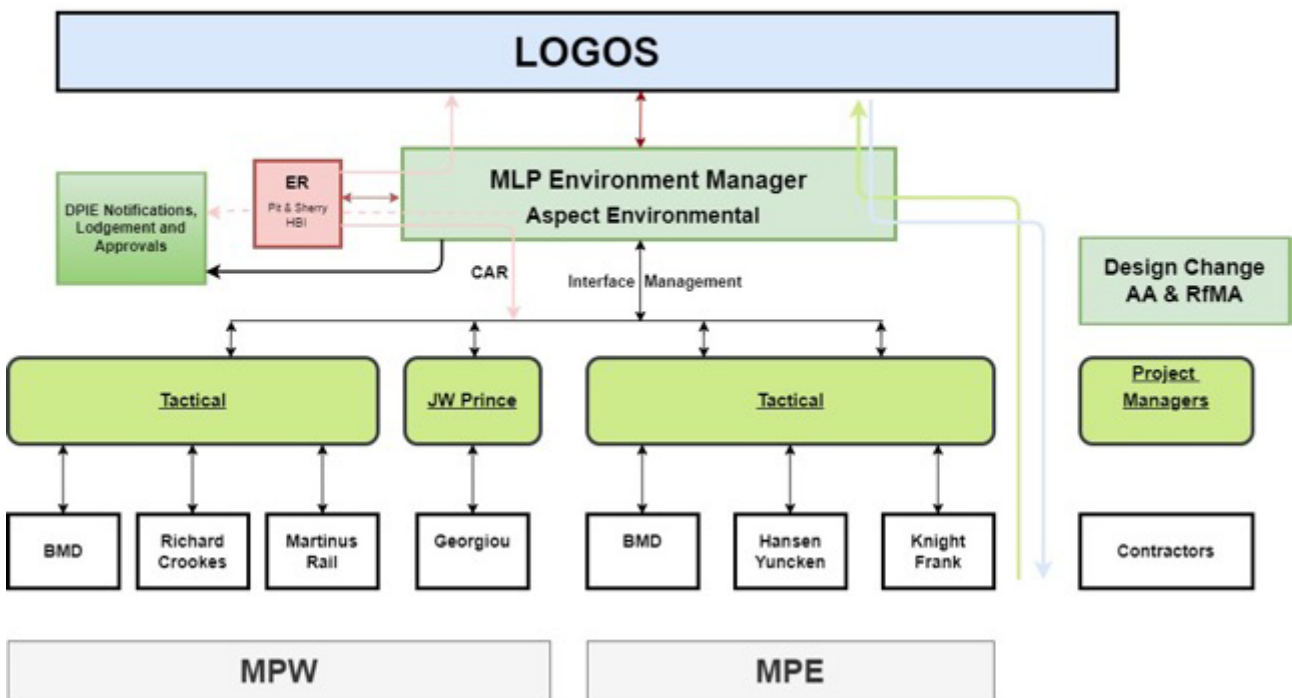 LOGOS
MLP Environment Manager
Aspect Environmental
ER
Pit & Sherry
HBI
DPIE Notifications,
Lodgement and
Approvals
CAR
Interface Management
Design Change
AA & RfMA
Tactical
JW Prince
Tactical
Project
Managers
BMD
Richard
Crookes
Martinus
Rail
Georgiou
BMD
Hansen
Yuncken
Knight
Frank
Contractors
MPW
MPE